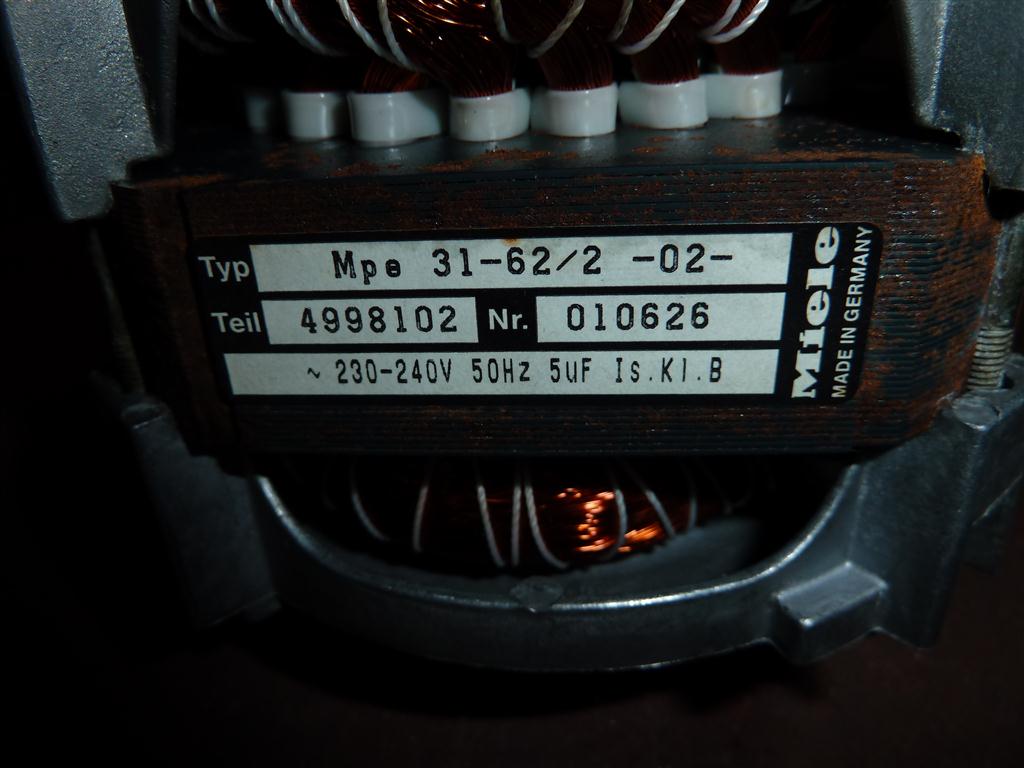 Typ Mpe 31-62/2 -02-
Teil 4998102 Nr. 010626
~ 230-240V 50Hz 5uF Is.Kl.B
Miele
MADE IN GERMANY